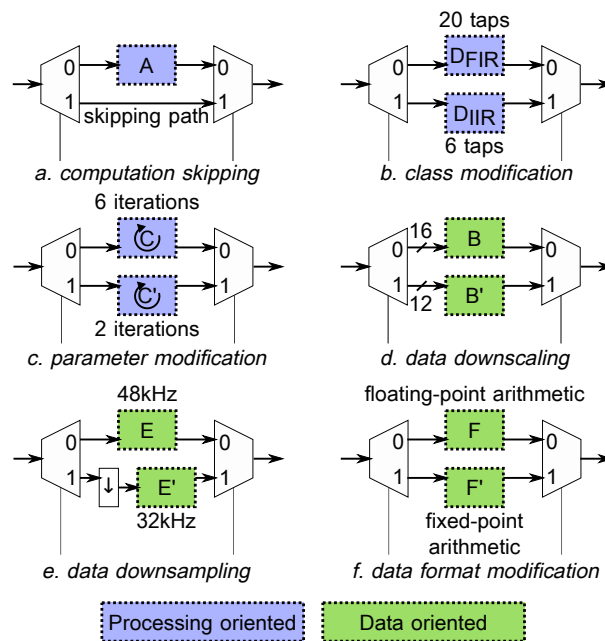 20 taps
0 A 0
1 skipping path 1
a. computation skipping
0 DFIR 0
1 DIIR 1
6 taps
b. class modification
6 iterations
0 C 0
1 C' 1
2 iterations
c. parameter modification
16
0 B 0
1 B' 1
12
d. data downscaling
48kHz
0 E 0
1 ↓ E' 1
32kHz
e. data downsampling
floating-point arithmetic
0 F 0
1 F' 1
fixed-point
arithmetic
f. data format modification
Processing oriented
Data oriented